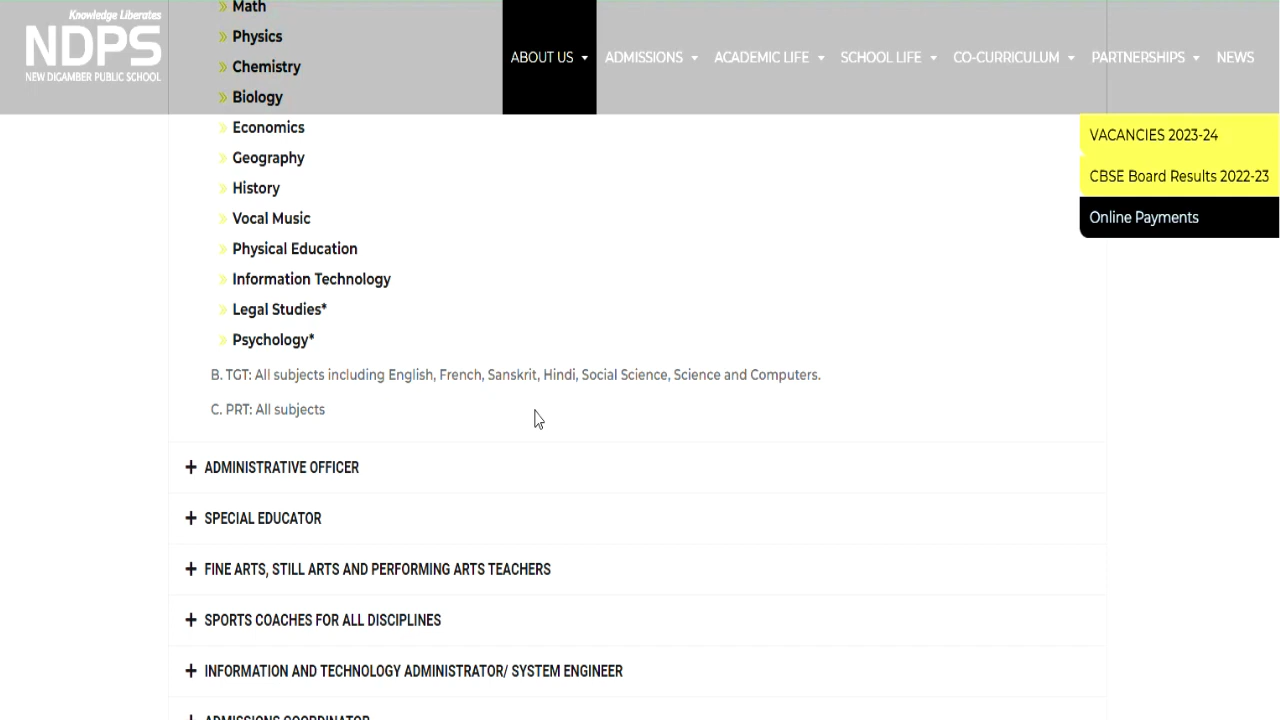 Knowledge Liberates
NDPS
NEW DIGAMBER PUBLIC SCHOOL
ABOUT US ADMISSIONS ACADEMIC LIFE SCHOOL LIFE CO-CURRICULUM PARTNERSHIPS NEWS
VACANCIES 2023-24
CBSE Board Results 2022-23
Online Payments
» Math
» Physics
» Chemistry
» Biology
» Economics
» Geography
» History
» Vocal Music
» Physical Education
» Information Technology
» Legal Studies*
» Psychology*
B. TGT: All subjects including English, French, Sanskrit, Hindi, Social Science, Science and Computers.
C. PRT: All subjects
+ ADMINISTRATIVE OFFICER
+ SPECIAL EDUCATOR
+ FINE ARTS, STILL ARTS AND PERFORMING ARTS TEACHERS
+ SPORTS COACHES FOR ALL DISCIPLINES
+ INFORMATION AND TECHNOLOGY ADMINISTRATOR/ SYSTEM ENGINEER
+ ADMISSIONS COORDINATOR